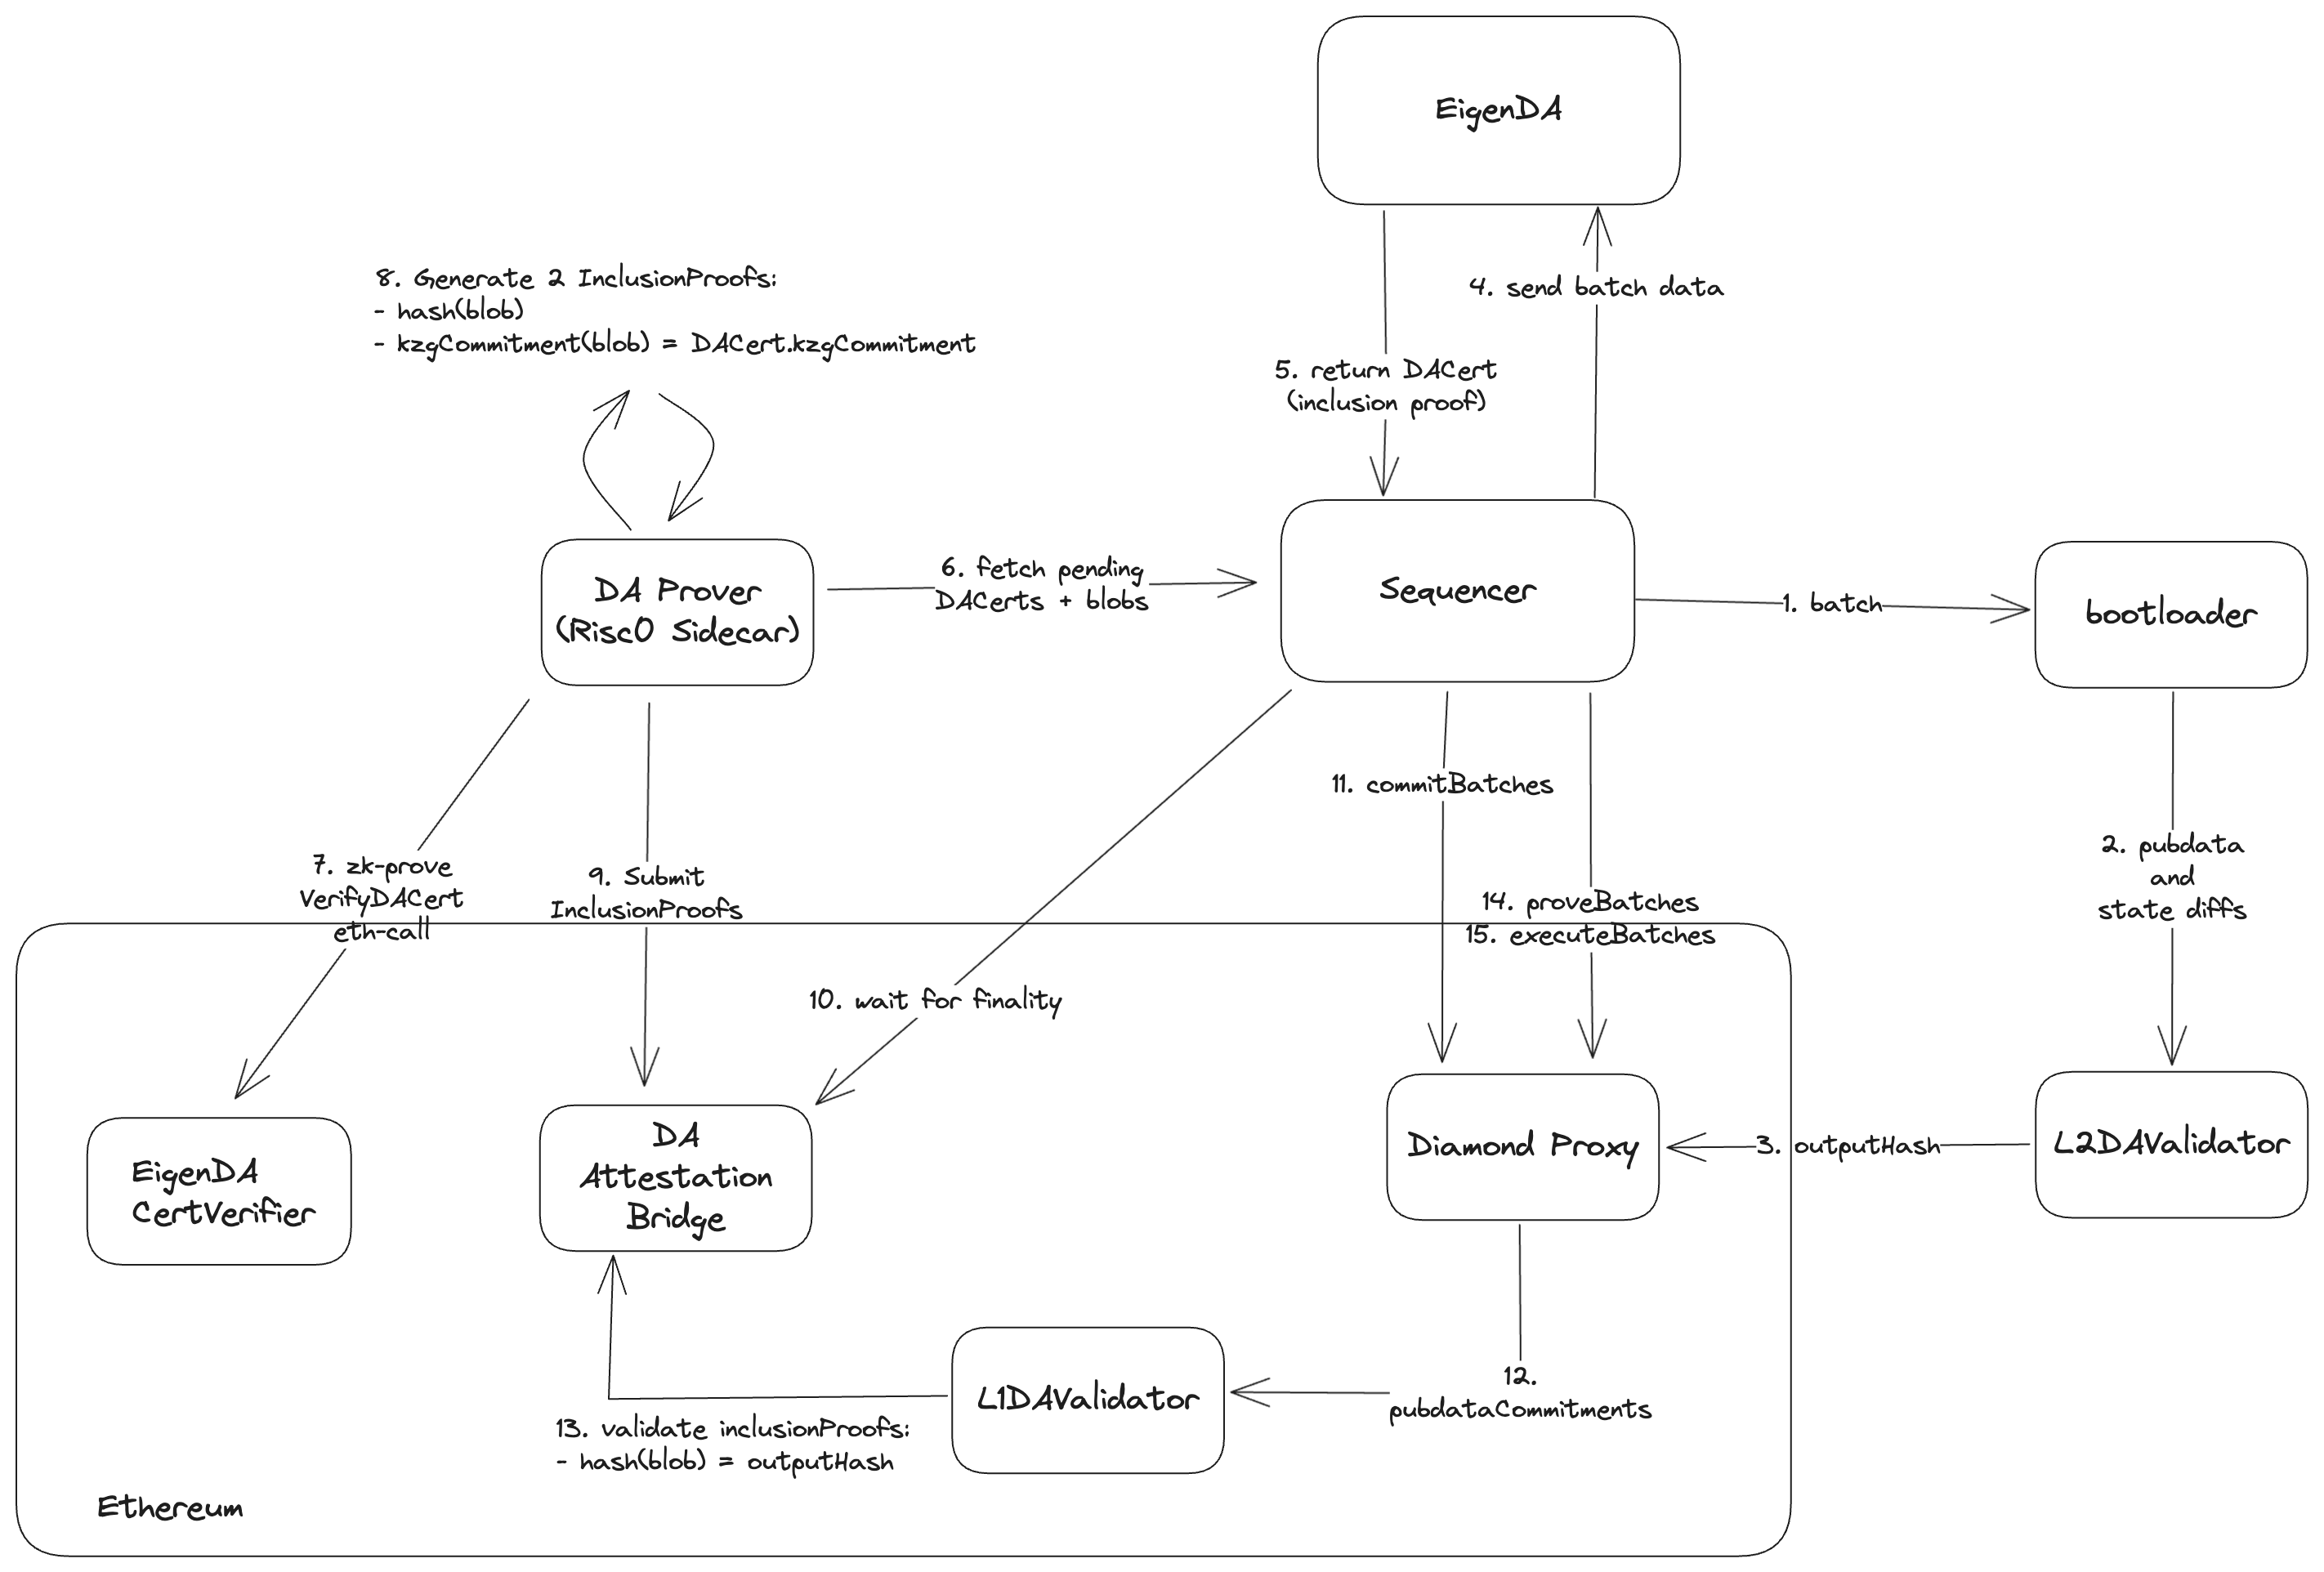 EigenDA
8. Generate 2 InclusionProofs:
- hash(blob)
- kzgCommitment(blob) = DACert.kzgCommitment
4. send batch data
5. return DACert
(inclusion proof)
DA Prover
(Risc0 Sidecar)
6. fetch pending
DACerts + blobs
Sequencer
1. batch
bootloader
11. commitBatches
7. zk-prove
VerifyDACert
eth-call
9. Submit
InclusionProofs
14. proveBatches
15. executeBatches
2. pubdata
and
state diffs
10. wait for finality
EigenDA
CertVerifier
DA
Attestation
Bridge
Diamond Proxy
3. outputHash
L2DAValidator
L1DAValidator
12.
pubdataCommitments
13. validate inclusionProofs:
- hash(blob) = outputHash
Ethereum